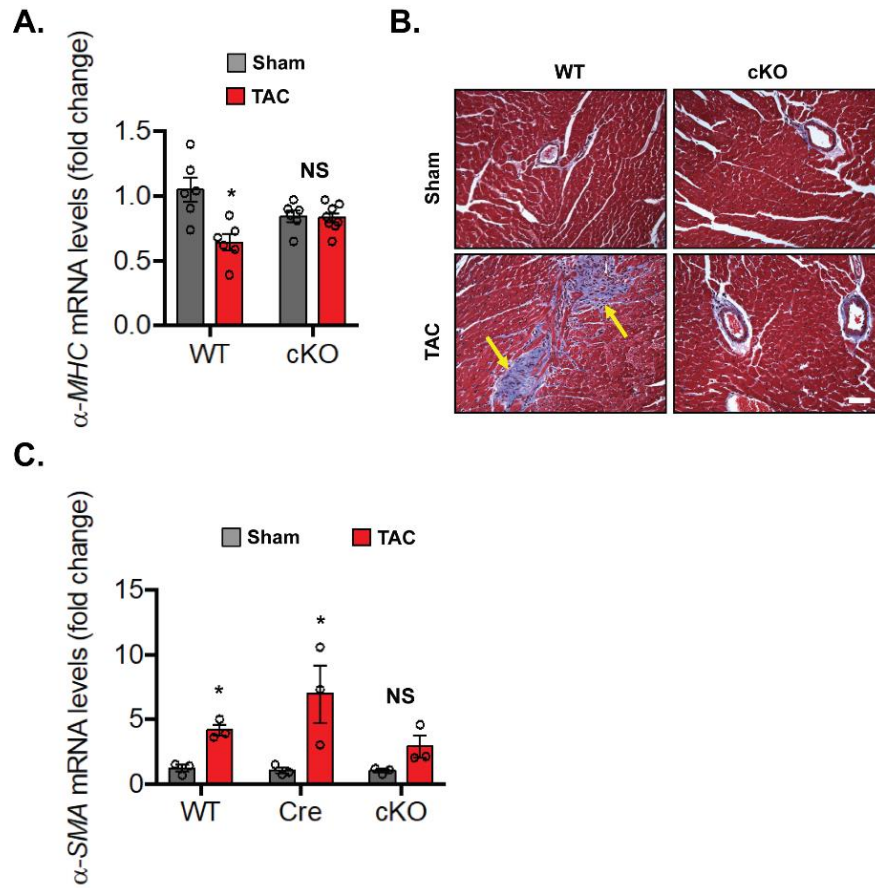 A.
α-MHC mRNA levels (fold change)
Sham
TAC
1.5
1.0
0.5
0.0
*
NS
WT
cKO
B.
WT
cKO
Sham
TAC
C.
α-SMA mRNA levels (fold change)
Sham
TAC
15
10
5
0
*
*
NS
WT
Cre
cKO